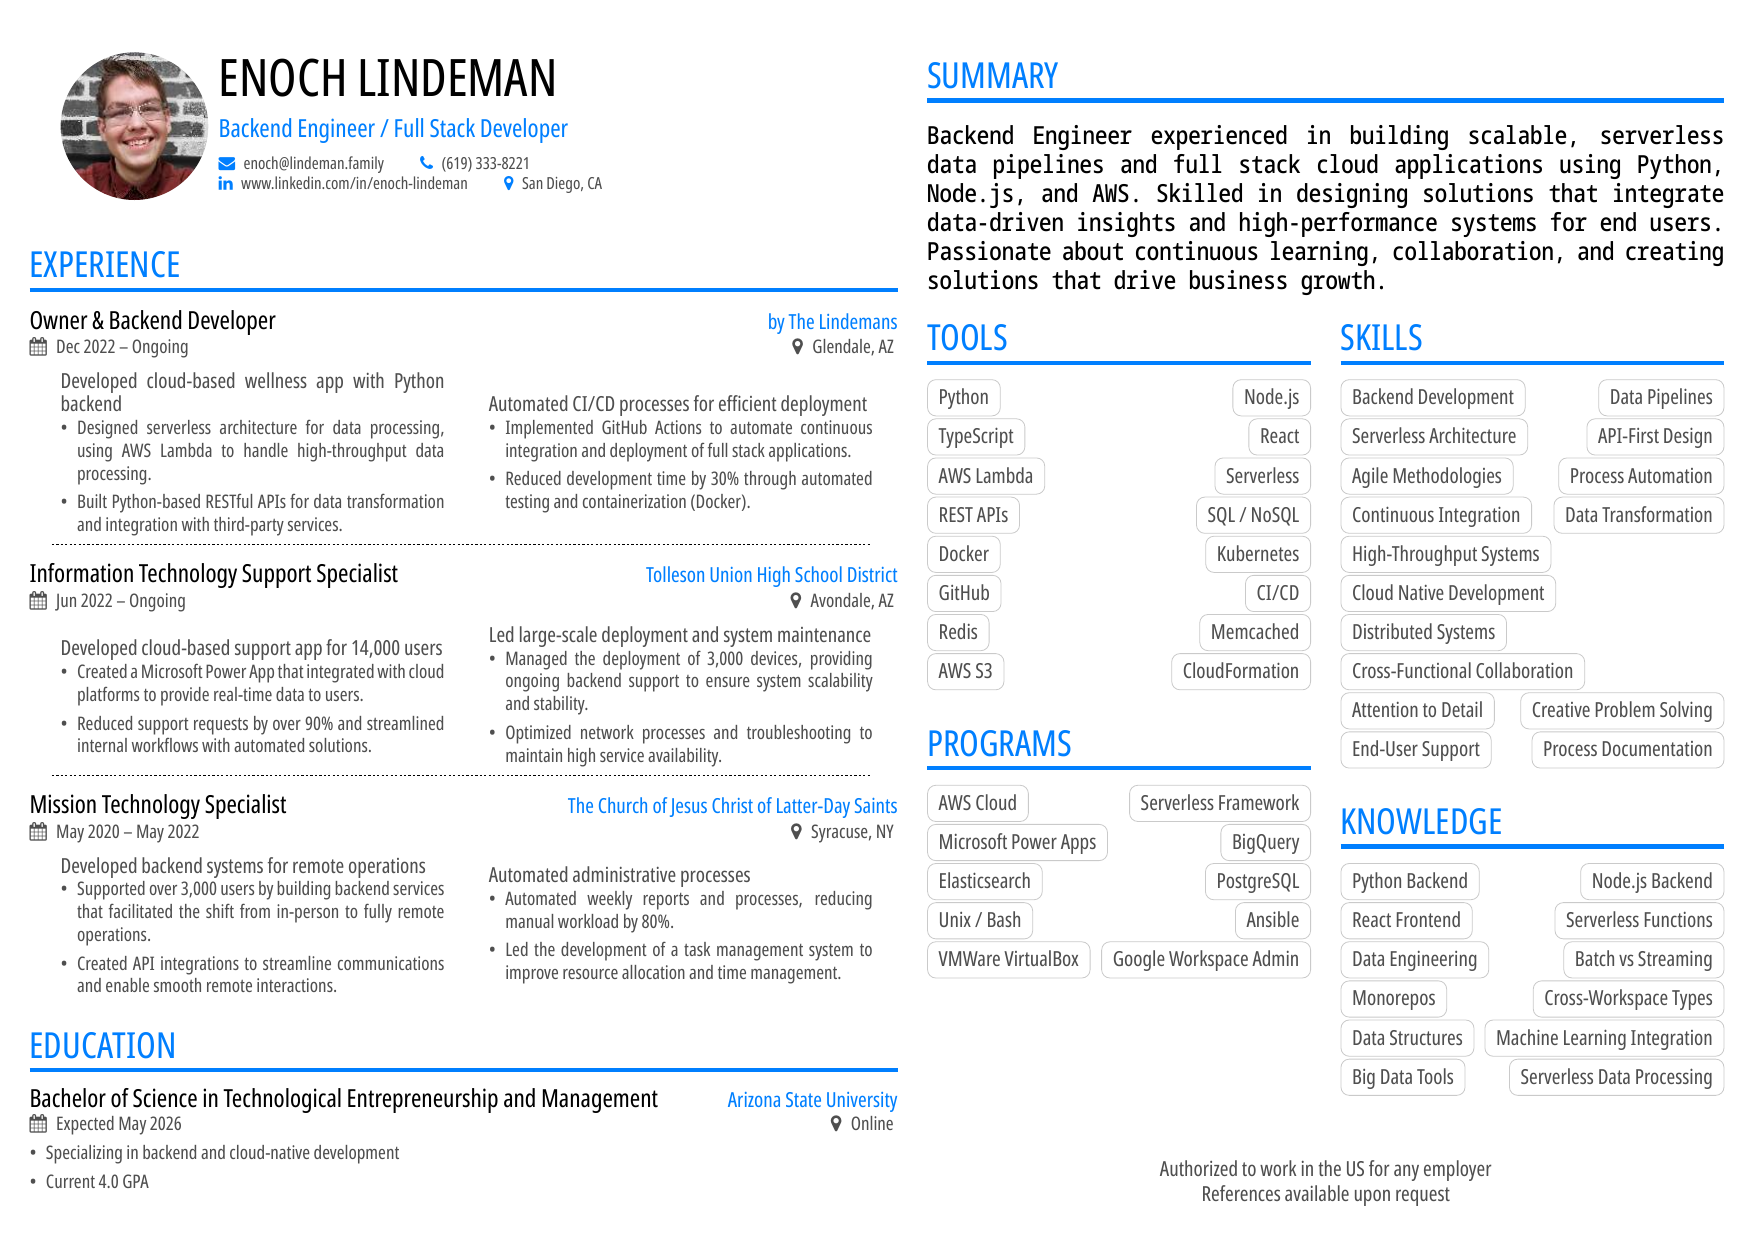 ENOCH LINDEMAN
Backend Engineer / Full Stack Developer
enoch@lindeman.family (619) 333-8221
www.linkedin.com/in/enoch-lindeman San Diego, CA
EXPERIENCE
Owner & Backend Developer by The Lindemans
Dec 2022 – Ongoing Glendale, AZ
Developed cloud-based wellness app with Python
backend
• Designed serverless architecture for data processing,
using AWS Lambda to handle high-throughput data
processing.
• Built Python-based RESTful APIs for data transformation
and integration with third-party services.
Automated CI/CD processes for efficient deployment
• Implemented GitHub Actions to automate continuous
integration and deployment of full stack applications.
• Reduced development time by 30% through automated
testing and containerization (Docker).
Information Technology Support Specialist Tolleson Union High School District
Jun 2022 – Ongoing Avondale, AZ
Developed cloud-based support app for 14,000 users
• Created a Microsoft Power App that integrated with cloud
platforms to provide real-time data to users.
• Reduced support requests by over 90% and streamlined
internal workflows with automated solutions.
Led large-scale deployment and system maintenance
• Managed the deployment of 3,000 devices, providing
ongoing backend support to ensure system scalability
and stability.
• Optimized network processes and troubleshooting to
maintain high service availability.
Mission Technology Specialist The Church of Jesus Christ of Latter-Day Saints
May 2020 – May 2022 Syracuse, NY
Developed backend systems for remote operations
• Supported over 3,000 users by building backend services
that facilitated the shift from in-person to fully remote
operations.
• Created API integrations to streamline communications
and enable smooth remote interactions.
Automated administrative processes
• Automated weekly reports and processes, reducing
manual workload by 80%.
• Led the development of a task management system to
improve resource allocation and time management.
EDUCATION
Bachelor of Science in Technological Entrepreneurship and Management Arizona State University
Expected May 2026 Online
• Specializing in backend and cloud-native development
• Current 4.0 GPA
SUMMARY
Backend Engineer experienced in building scalable, serverless
data pipelines and full stack cloud applications using Python,
Node.js, and AWS. Skilled in designing solutions that integrate
data-driven insights and high-performance systems for end users.
Passionate about continuous learning, collaboration, and creating
solutions that drive business growth.
TOOLS
Python Node.js
TypeScript React
AWS Lambda Serverless
REST APIs SQL / NoSQL
Docker Kubernetes
GitHub CI/CD
Redis Memcached
AWS S3 CloudFormation
PROGRAMS
AWS Cloud Serverless Framework
Microsoft Power Apps BigQuery
Elasticsearch PostgreSQL
Unix / Bash Ansible
VMWare VirtualBox Google Workspace Admin
SKILLS
Backend Development Data Pipelines
Serverless Architecture API-First Design
Agile Methodologies Process Automation
Continuous Integration Data Transformation
High-Throughput Systems
Cloud Native Development
Distributed Systems
Cross-Functional Collaboration
Attention to Detail Creative Problem Solving
End-User Support Process Documentation
KNOWLEDGE
Python Backend Node.js Backend
React Frontend Serverless Functions
Data Engineering Batch vs Streaming
Monorepos Cross-Workspace Types
Data Structures Machine Learning Integration
Big Data Tools Serverless Data Processing
Authorized to work in the US for any employer
References available upon request